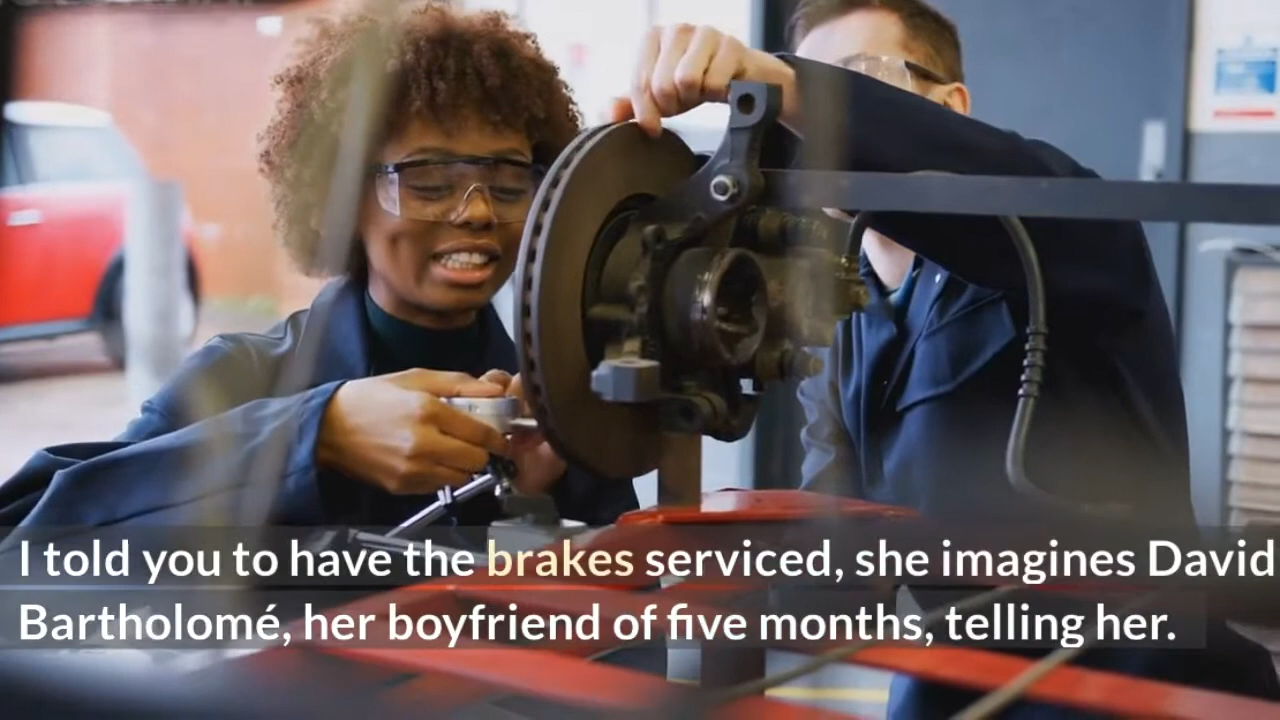 I told you to have the brakes serviced, she imagines David
Bartholomé, her boyfriend of five months, telling her.